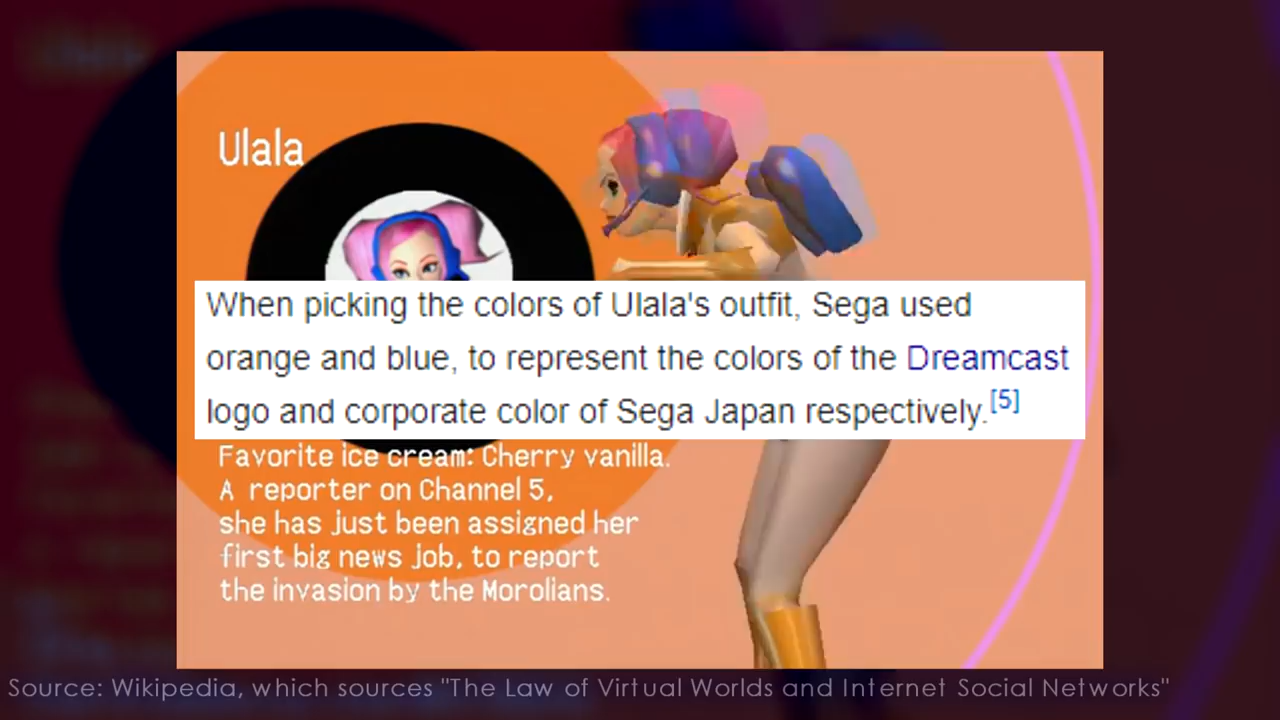 Ulala
When picking the colors of Ulala's outfit, Sega used
orange and blue, to represent the colors of the Dreamcast
logo and corporate color of Sega Japan respectively.[5]
Favorite ice cream: Cherry vanilla.
A reporter on Channel 5,
she has just been assigned her
first big news job, to report
the invasion by the Morolians.
Source: Wikipedia, which sources "The Law of Virtual Worlds and Internet Social Networks"